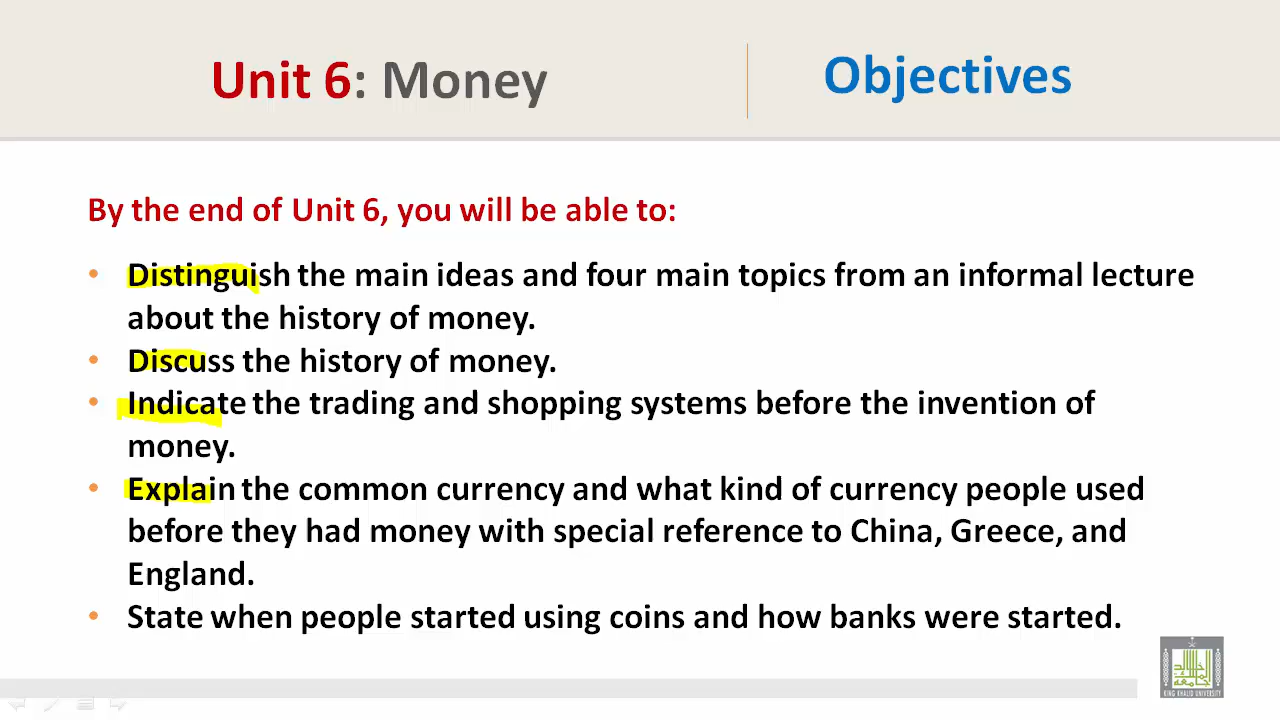 Unit 6: Money
Objectives
By the end of Unit 6, you will be able to:
• Distinguish the main ideas and four main topics from an informal lecture
about the history of money.
• Discuss the history of money.
• Indicate the trading and shopping systems before the invention of
money.
• Explain the common currency and what kind of currency people used
before they had money with special reference to China, Greece, and
England.
• State when people started using coins and how banks were started.
KING KHALID UNIVERSITY